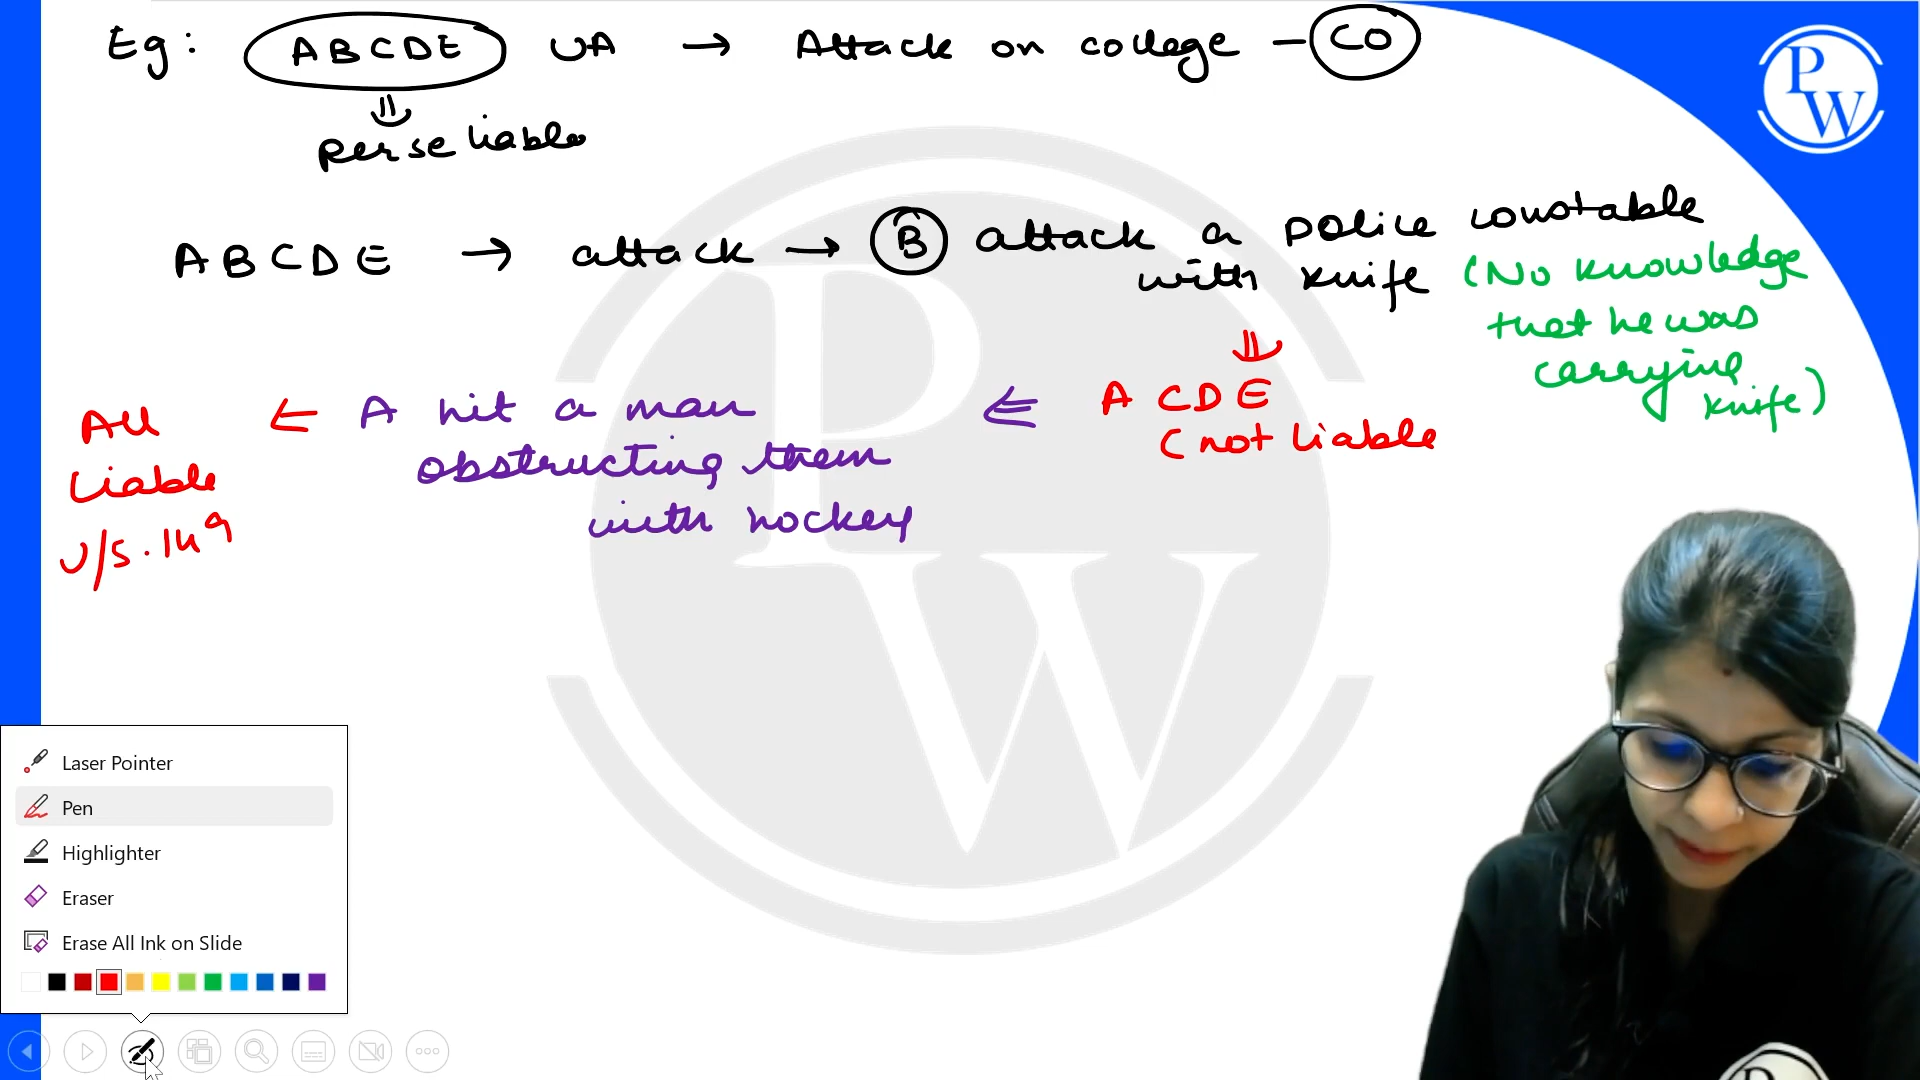 Eg: ABCDE UA → Attack on college – CO
per se liable
A B C D E → attack → B attack a police constable
with knife (No knowledge
that he was
carrying
knife)
A C D E
(not liable
A hit a man
obstructing them
with hockey
All
liable
U/S. 149
PW
PW
Laser Pointer
Pen
Highlighter
Eraser
Erase All Ink on Slide